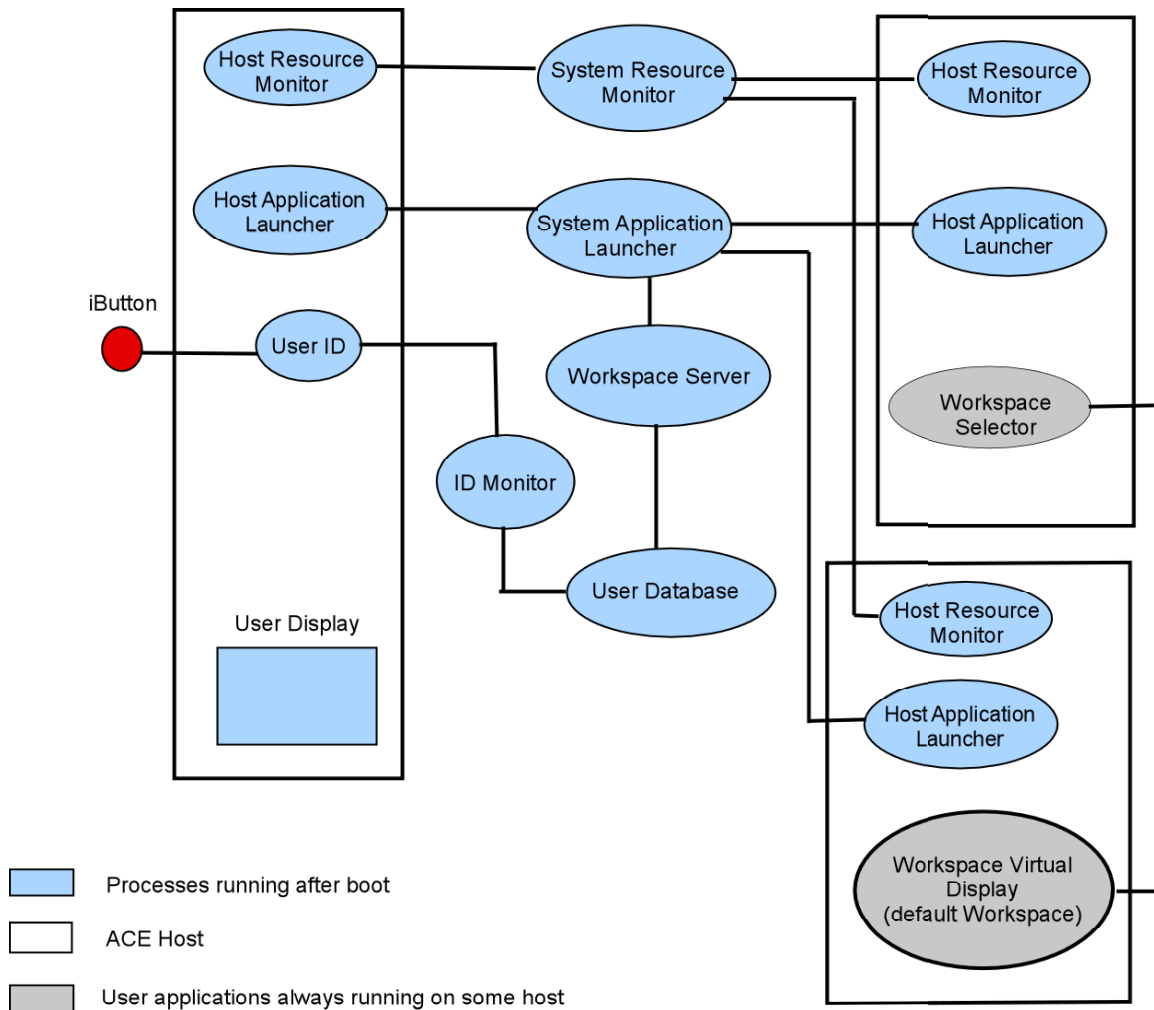 Host Resource
Monitor
System Resource
Monitor
Host Resource
Monitor
Host Application
Launcher
System Application
Launcher
Host Application
Launcher
iButton
User ID
Workspace Server
Workspace
Selector
ID Monitor
User Database
User Display
Host Resource
Monitor
Host Application
Launcher
Workspace Virtual
Display
(default Workspace)
Processes running after boot
ACE Host
User applications always running on some host